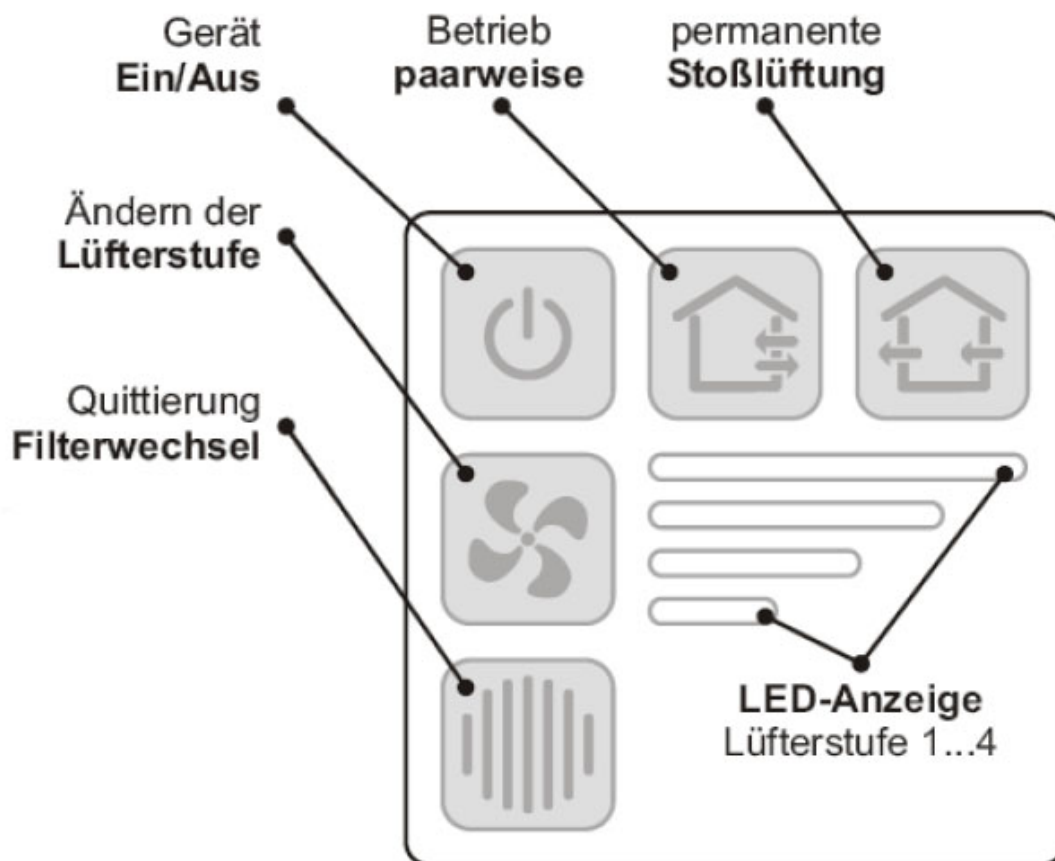 Gerät
Ein/Aus
Betrieb
paarweise
permanente
Stoßlüftung
Ändern der
Lüfterstufe
Quittierung
Filterwechsel
LED-Anzeige
Lüfterstufe 1...4